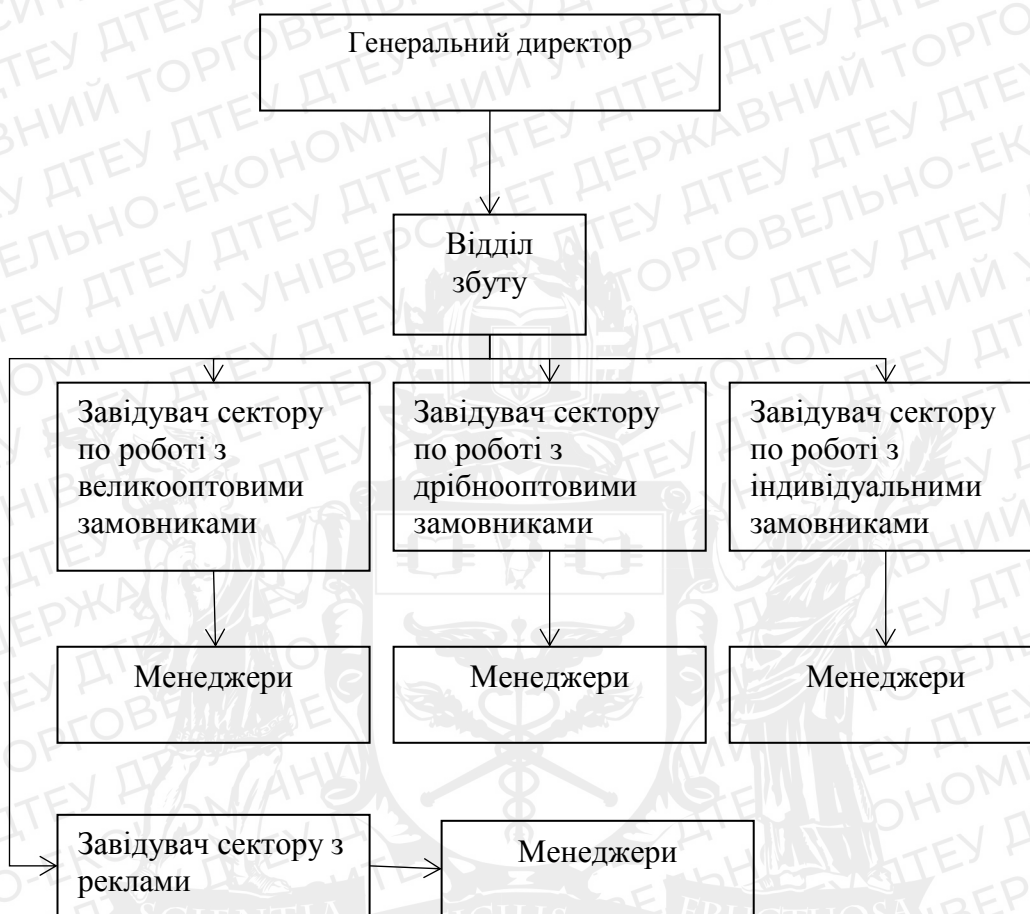 Генеральний директор
Відділ
збуту
Завідувач сектору
по роботі з
великооптовими
замовниками
Завідувач сектору
по роботі з
дрібнооптовими
замовниками
Завідувач сектору
по роботі з
індивідуальними
замовниками
Менеджери
Менеджери
Менеджери
Завідувач сектору з
реклами
Менеджери